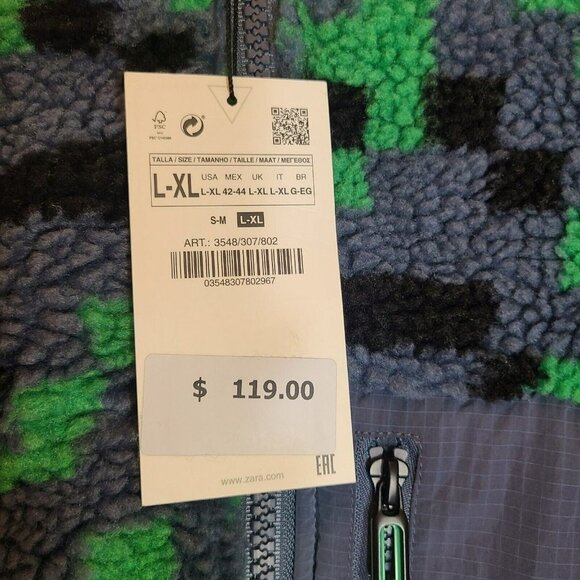 FSC
TALLA / SIZE / TAMANHO / TAILLE / MAAT / ΜΕΓΕΘΟΣ
L-XL USA MEX UK IT BR
L-XL 42-44 L-XL L-XL G-EG
S-M L-XL
ART.: 3548/307/802
03548307802967
$ 119.00
EAC
www.zara.com